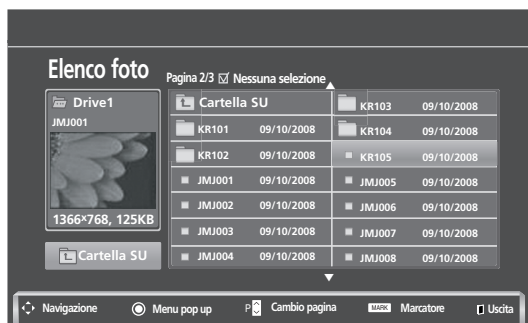 Elenco foto
Pagina 2/3 Nessuna selezione
Drive1
JMJ001
1366×768, 125KB
Cartella SU
Cartella SU
KR101 09/10/2008
KR102 09/10/2008
JMJ001 09/10/2008
JMJ002 09/10/2008
JMJ003 09/10/2008
JMJ004 09/10/2008
KR103 09/10/2008
KR104 09/10/2008
KR105 09/10/2008
JMJ005 09/10/2008
JMJ006 09/10/2008
JMJ007 09/10/2008
JMJ008 09/10/2008
Navigazione Menu pop up P Cambio pagina MARK Marcatore Uscita